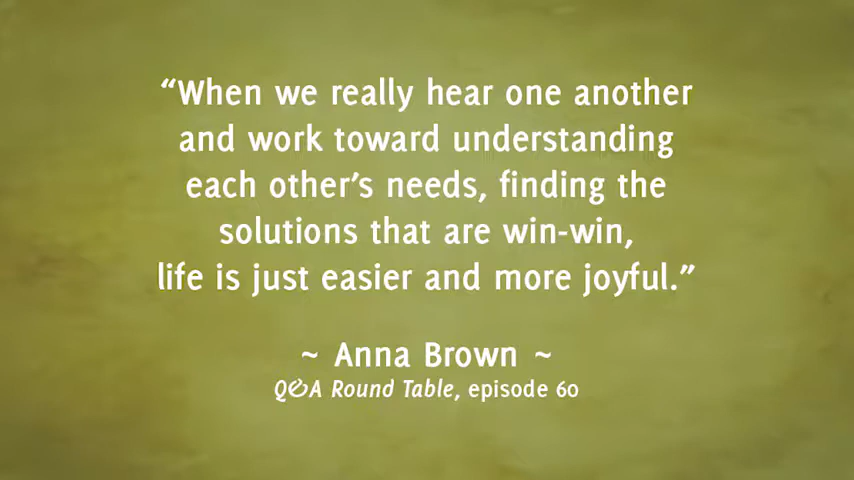 “When we really hear one another
and work toward understanding
each other’s needs, finding the
solutions that are win-win,
life is just easier and more joyful.”
~ Anna Brown ~
Q&A Round Table, episode 60